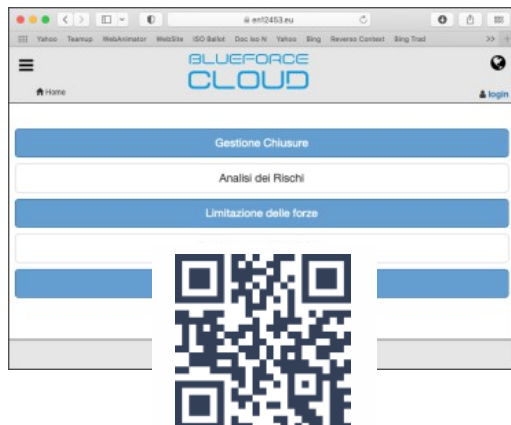 en12453.eu
Yahoo Teamup WebAnimator WebSite ISO Ballot Doc Iso N Yahoo Bing Reverso Context Bing Trad
BLUEFORCE
CLOUD
Home
login
Gestione Chiusure
Analisi dei Rischi
Limitazione delle forze